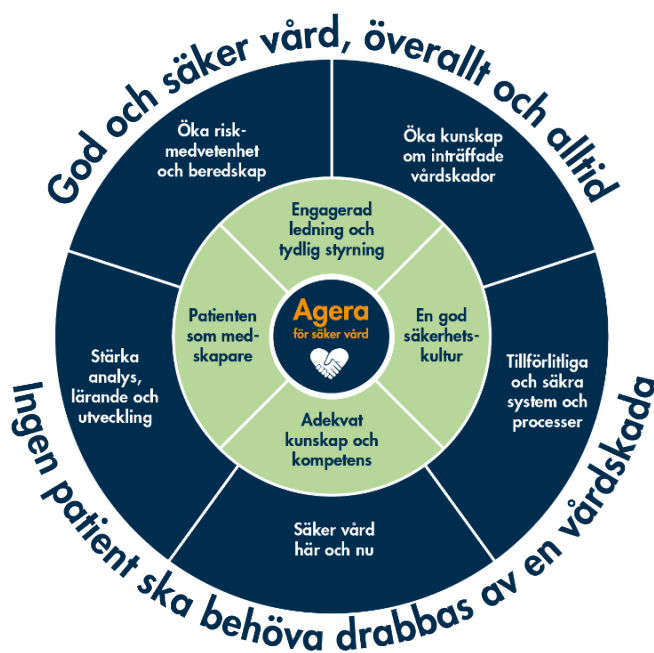 God och säker vård, överallt och alltid
Öka risk-
medvetenhet
och beredskap
Öka kunskap
om inträffade
vårdskador
Engagerad
ledning och
tydlig styrning
Patienten
som med-
skapare
Agera
för säker vård
En god
säkerhets-
kultur
Stärka
analys,
lärande och
utveckling
Tillförlitliga
och säkra
system och
processer
Adekvat
kunskap och
kompetens
Säker vård
här och nu
Ingen patient ska behöva drabbas av en vårdskada